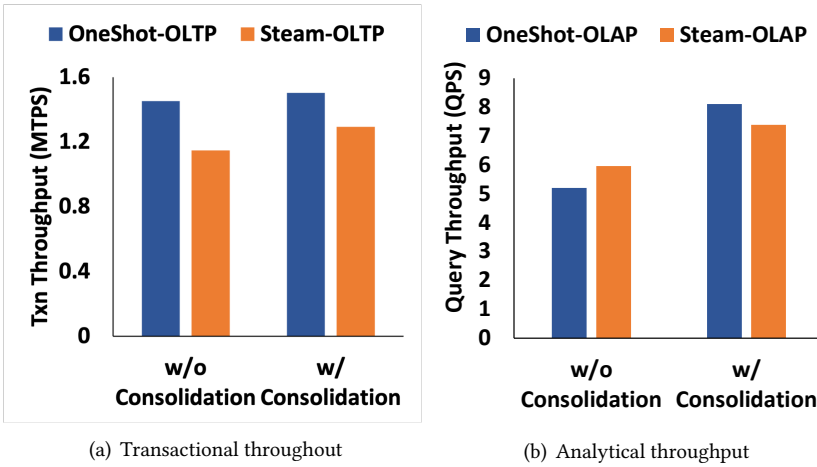 OneShot-OLTP Steam-OLTP
Txn Throughput (MTPS)
1.6
1.2
0.8
0.4
0
w/o Consolidation
w/ Consolidation
(a) Transactional throughout
OneShot-OLAP Steam-OLAP
Query Throughput (QPS)
9
8
7
6
5
4
3
2
1
0
w/o Consolidation
w/ Consolidation
(b) Analytical throughput